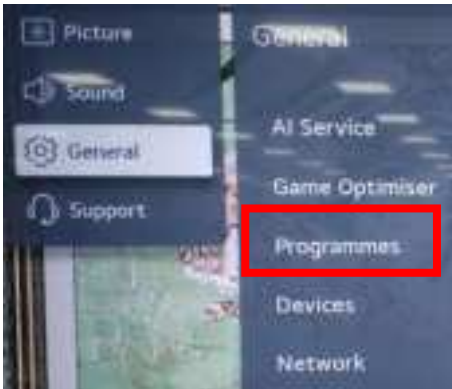 Picture
Sound
General
Support
General
AI Service
Game Optimiser
Programmes
Devices
Network